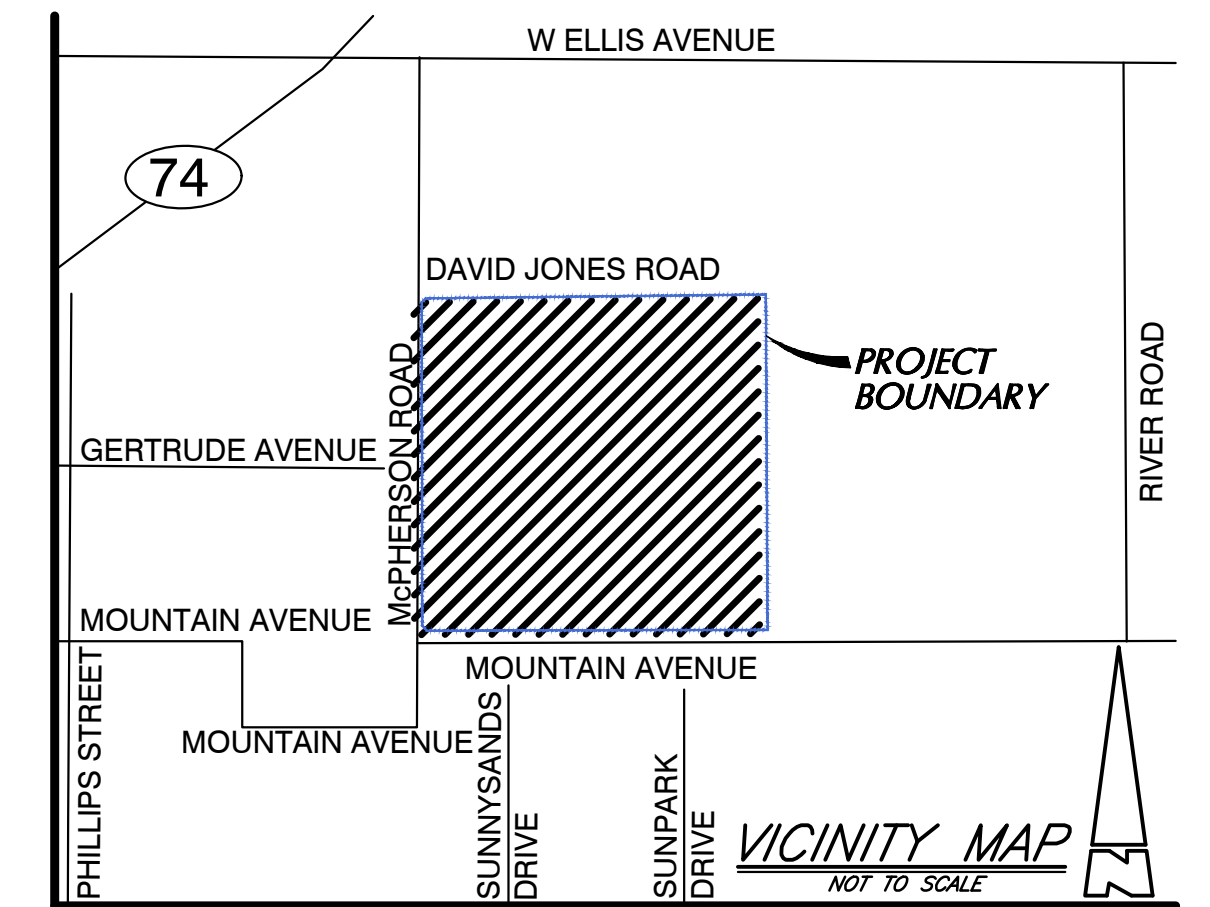 W ELLIS AVENUE
74
DAVID JONES ROAD
PROJECT
BOUNDARY
McPHERSON ROAD
RIVER ROAD
GERTRUDE AVENUE
MOUNTAIN AVENUE
MOUNTAIN AVENUE
MOUNTAIN AVENUE
PHILLIPS STREET
SUNNYSANDS
DRIVE
SUNPARK
DRIVE
VICINITY MAP
NOT TO SCALE
N